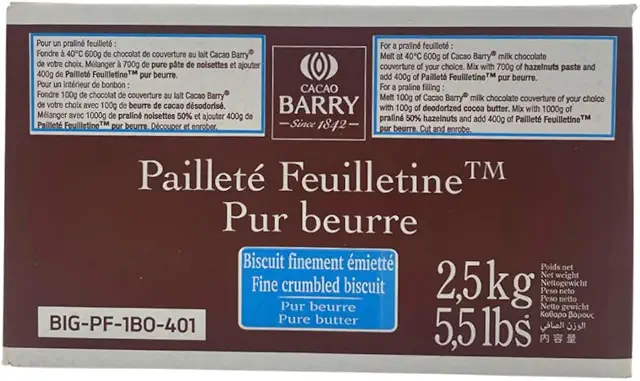 Pour un praliné feuilleté :
Fondre à 40°C 600g de chocolat de couverture au lait Cacao Barry®
de votre choix. Mélanger à 700g de pure pâte de noisettes et ajouter
400g de Pailleté Feuilletine™ pur beurre.
Pour un intérieur de bonbon :
Fondre 100g de chocolat de couverture au lait Cacao Barry®
de votre choix avec 100g de beurre de cacao désodorisé.
Mélanger avec 1000g de praliné noisettes 50% et ajouter 400g de
Pailleté Feuilletine™ pur beurre. Découper et enrober.
CACAO
BARRY
Since 1842
For a praliné feuilleté :
Melt at 40°C 600g of Cacao Barry® milk chocolate
couverture of your choice. Mix with 700g of hazelnuts paste and
add 400g of Pailleté Feuilletine™ pur beurre.
For a praline filling :
Melt 100g of Cacao Barry® milk chocolate couverture of your choice
with 100g of deodorized cocoa butter. Mix with 1000g of
praliné 50% hazelnuts and add 400g of Pailleté Feuilletine™
pur beurre. Cut and enrobe.
Pailleté Feuilletine™
Pur beurre
Biscuit finement émietté
Fine crumbled biscuit
Pur beurre
Pure butter
BIG-PF-1BO-401
2,5kg
5,5lbs
Poids net
Net weight
Nettogewicht
Peso neto
Peso netto
Netto gewicht
Καθαρο βάρους
الوزن الصافي
内容量